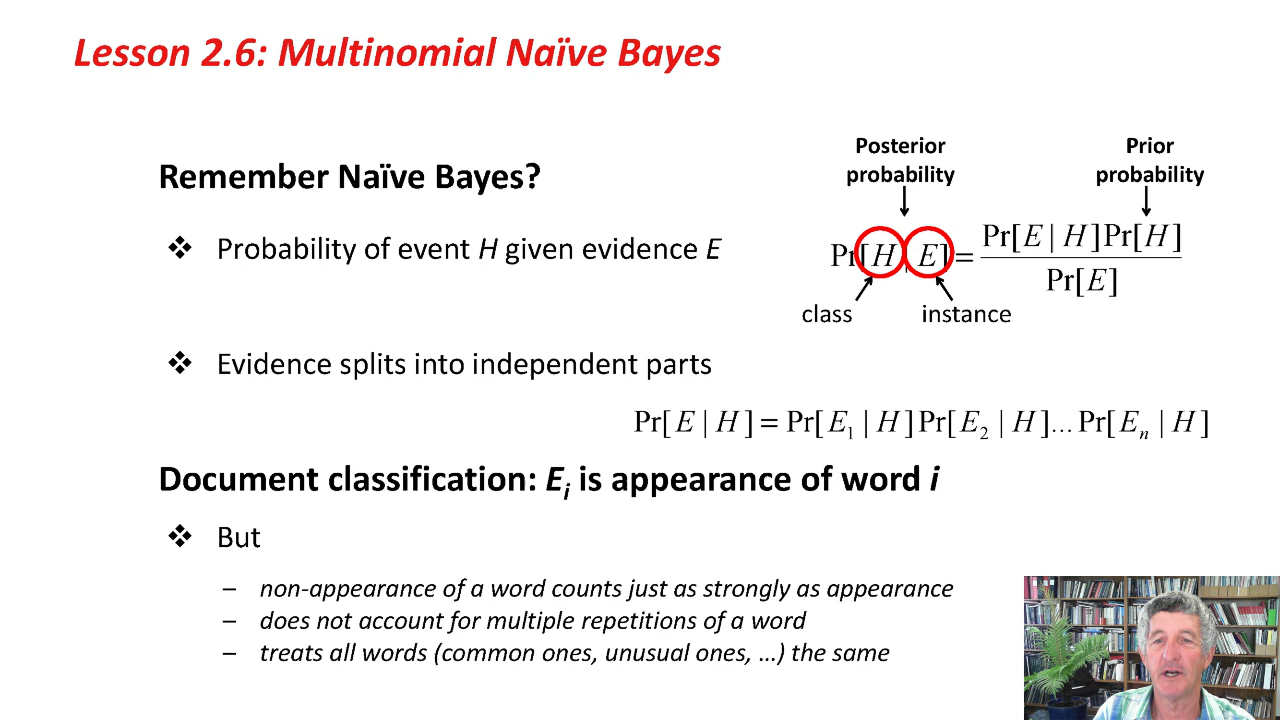 Lesson 2.6: Multinomial Naïve Bayes
Remember Naïve Bayes?
Posterior probability
Prior probability
❖ Probability of event H given evidence E
Pr[H | E] = Pr[E | H]Pr[H] / Pr[E]
class
instance
❖ Evidence splits into independent parts
Pr[E | H] = Pr[E₁ | H]Pr[E₂ | H]...Pr[Eₙ | H]
Document classification: Eᵢ is appearance of word i
❖ But
– non-appearance of a word counts just as strongly as appearance
– does not account for multiple repetitions of a word
– treats all words (common ones, unusual ones, …) the same